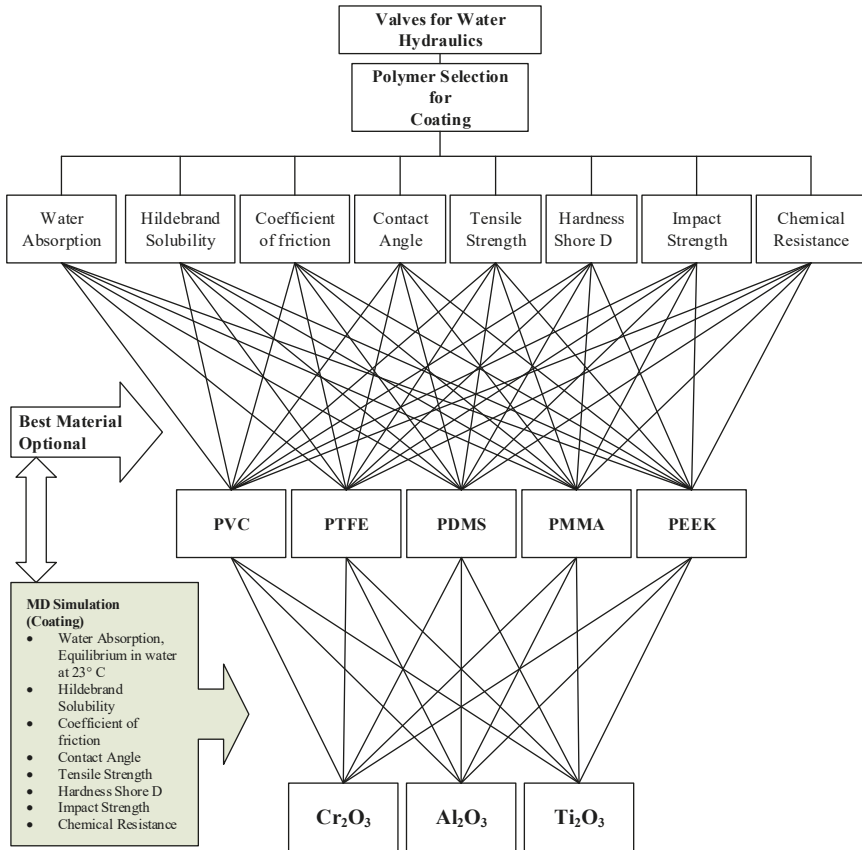 Valves for Water
Hydraulics
Polymer Selection
for
Coating
Water
Absorption
Hildebrand
Solubility
Coefficient
of friction
Contact
Angle
Tensile
Strength
Hardness
Shore D
Impact
Strength
Chemical
Resistance
Best Material
Optional
PVC
PTFE
PDMS
PMMA
PEEK
MD Simulation
(Coating)
• Water Absorption,
Equilibrium in water
at 23° C
• Hildebrand
Solubility
• Coefficient of
friction
• Contact Angle
• Tensile Strength
• Hardness Shore D
• Impact Strength
• Chemical Resistance
Cr₂O₃
Al₂O₃
Ti₂O₃